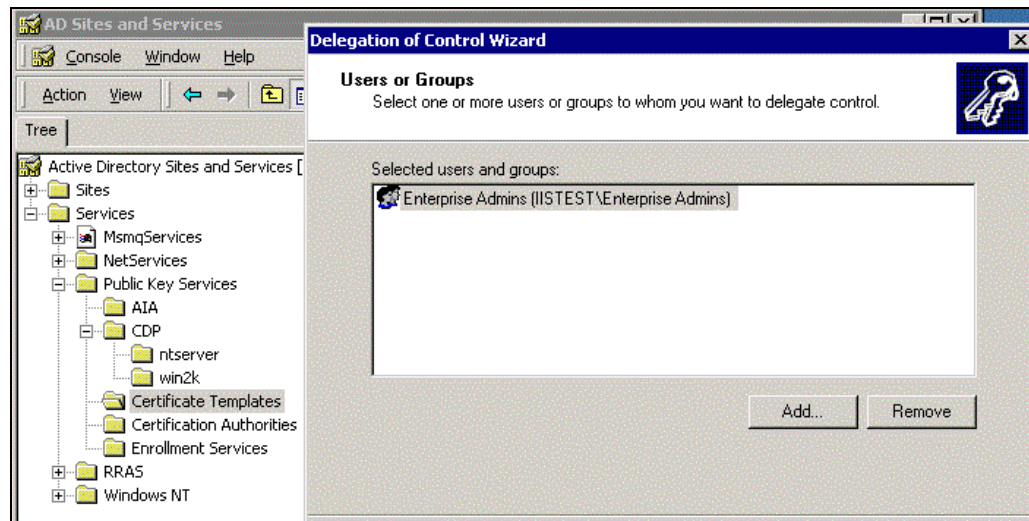 AD Sites and Services
Console Window Help
Action View
Tree
Active Directory Sites and Services [
Sites
Services
MsmqServices
NetServices
Public Key Services
AIA
CDP
ntserver
win2k
Certificate Templates
Certification Authorities
Enrollment Services
RRAS
Windows NT
Delegation of Control Wizard
Users or Groups
Select one or more users or groups to whom you want to delegate control.
Selected users and groups:
Enterprise Admins (IISTEST\Enterprise Admins)
Add...
Remove